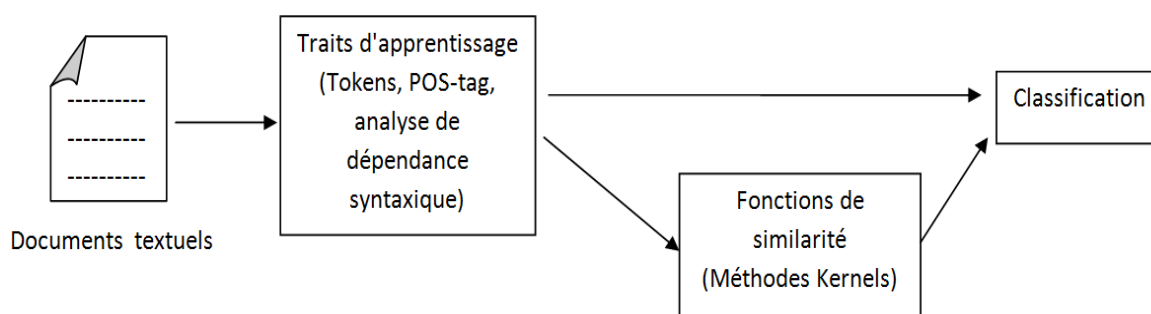 Traits d'apprentissage
(Tokens, POS-tag,
analyse de
dépendance
syntaxique)
Documents textuels
Fonctions de
similarité
(Méthodes Kernels)
Classification